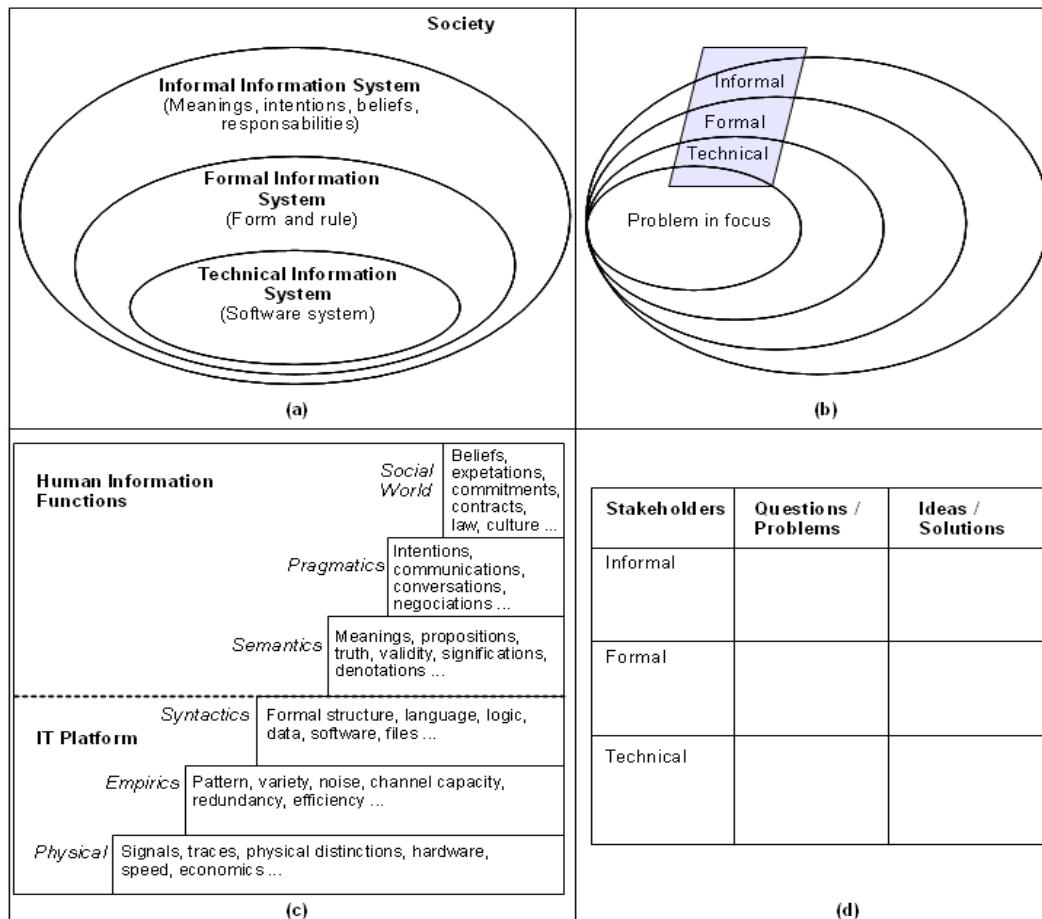 Society
Informal Information System
(Meanings, intentions, beliefs,
responsabilities)
Formal Information
System
(Form and rule)
Technical Information
System
(Software system)
(a)
Informal
Formal
Technical
Problem in focus
(b)
Human Information
Functions
Social
World
Beliefs,
expetations,
commitments,
contracts,
law, culture ...
Pragmatics
Intentions,
communications,
conversations,
negociations ...
Semantics
Meanings, propositions,
truth, validity, significations,
denotations ...
IT Platform
Syntactics
Formal structure, language, logic,
data, software, files ...
Empirics
Pattern, variety, noise, channel capacity,
redundancy, efficiency ...
Physical
Signals, traces, physical distinctions, hardware,
speed, economics ...
(c)
Stakeholders
Questions /
Problems
Ideas /
Solutions
Informal
Formal
Technical
(d)